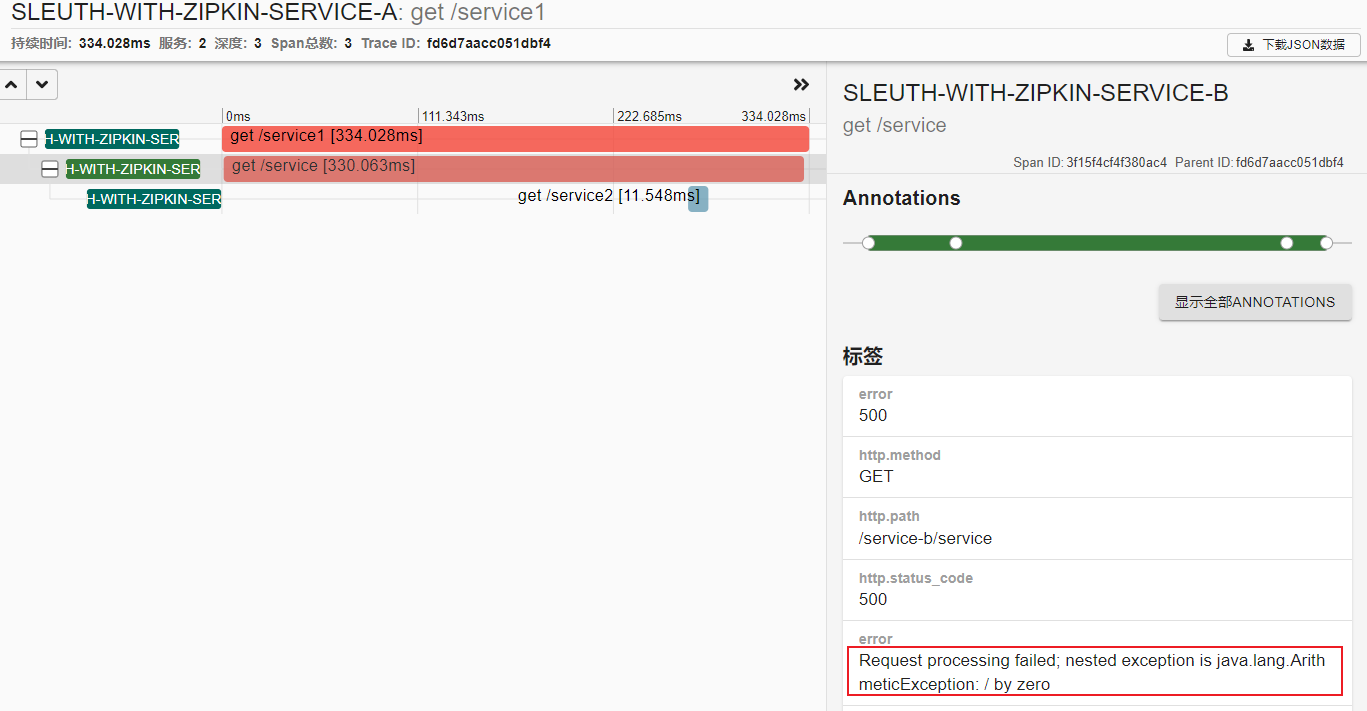 SLEUTH-WITH-ZIPKIN-SERVICE-A: get /service1
持续时间: 334.028ms 服务: 2 深度: 3 Span总数: 3 Trace ID: fd6d7aacc051dbf4
下载JSON数据
0ms 111.343ms 222.685ms 334.028ms
H-WITH-ZIPKIN-SER get /service1 [334.028ms]
H-WITH-ZIPKIN-SER get /service [330.063ms]
H-WITH-ZIPKIN-SER get /service2 [11.548ms]
SLEUTH-WITH-ZIPKIN-SERVICE-B
get /service
Span ID: 3f15f4cf4f380ac4 Parent ID: fd6d7aacc051dbf4
Annotations
显示全部ANNOTATIONS
标签
error
500
http.method
GET
http.path
/service-b/service
http.status_code
500
error
Request processing failed; nested exception is java.lang.Arith
meticException: / by zero